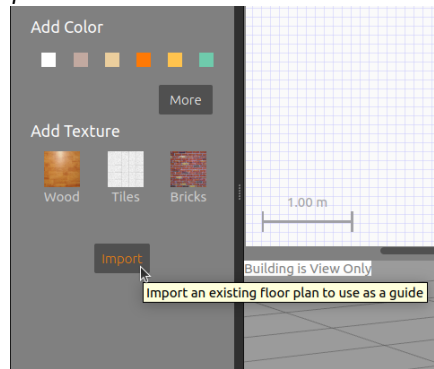 Add Color
More
Add Texture
Wood Tiles Bricks
Import
1.00 m
Building is View Only
Import an existing floor plan to use as a guide